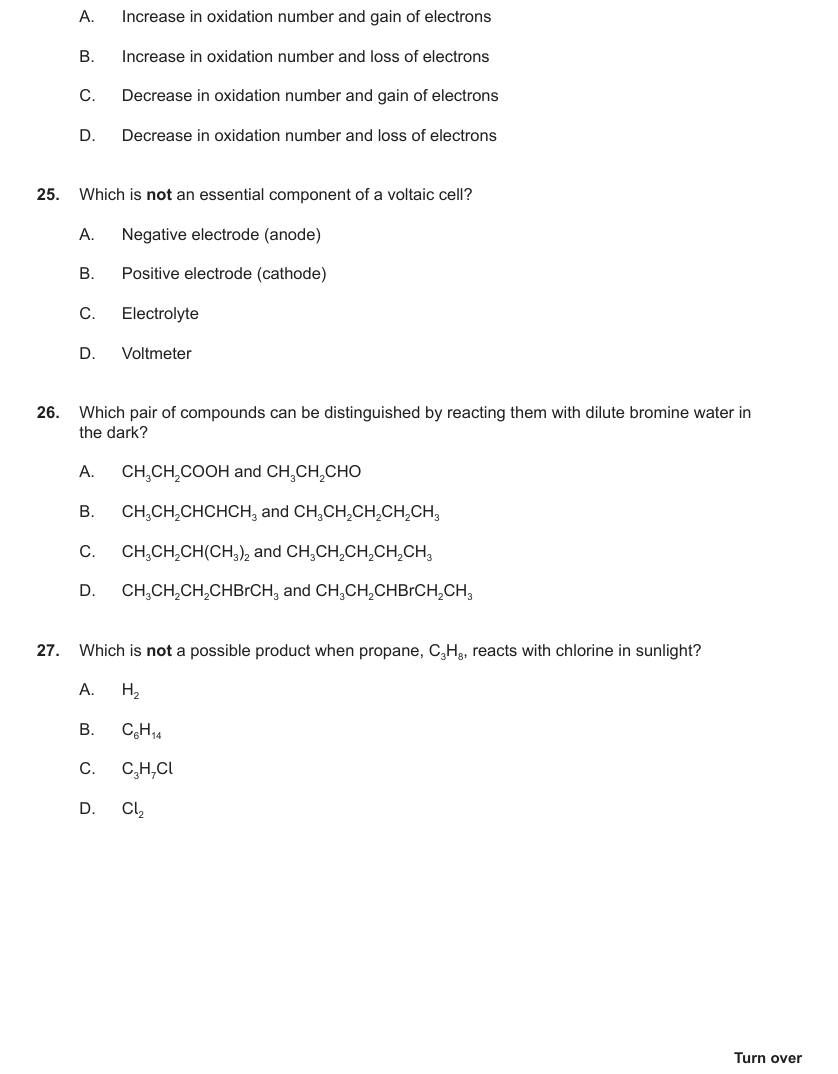 A. Increase in oxidation number and gain of electrons
B. Increase in oxidation number and loss of electrons
C. Decrease in oxidation number and gain of electrons
D. Decrease in oxidation number and loss of electrons
25. Which is not an essential component of a voltaic cell?
A. Negative electrode (anode)
B. Positive electrode (cathode)
C. Electrolyte
D. Voltmeter
26. Which pair of compounds can be distinguished by reacting them with dilute bromine water in
the dark?
A. CH₃CH₂COOH and CH₃CH₂CHO
B. CH₃CH₂CHCHCH₃ and CH₃CH₂CH₂CH₂CH₃
C. CH₃CH₂CH(CH₃)₂ and CH₃CH₂CH₂CH₂CH₃
D. CH₃CH₂CH₂CHBrCH₃ and CH₃CH₂CHBrCH₂CH₃
27. Which is not a possible product when propane, C₃H₈, reacts with chlorine in sunlight?
A. H₂
B. C₆H₁₄
C. C₃H₇Cl
D. Cl₂
Turn over